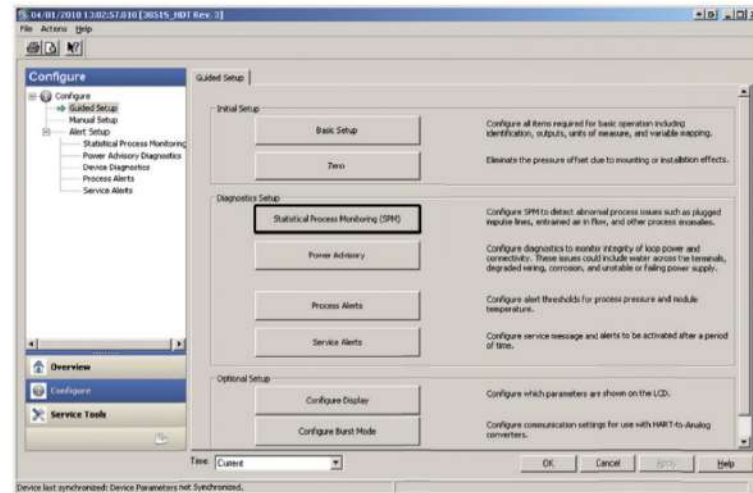 04/01/2010 13:02:57.010 [3051S_HDT Rev. 3]
File Actions Help
Configure
Configure
Guided Setup
Manual Setup
Alert Setup
Statistical Process Monitoring
Power Advisory Diagnostics
Device Diagnostics
Process Alerts
Service Alerts
Overview
Configure
Service Tools
Guided Setup
Initial Setup
Basic Setup
Configure all items required for basic operation including
identification, outputs, units of measure, and variable mapping.
Zero
Eliminate the pressure offset due to mounting or installation effects.
Diagnostics Setup
Statistical Process Monitoring (SPM)
Configure SPM to detect abnormal process issues such as plugged
impulse lines, entrained air in flow, and other process anomalies.
Power Advisory
Configure diagnostics to monitor integrity of loop power and
connectivity. These issues could include water across the terminals,
degraded wiring, corrosion, and unstable or failing power supply.
Process Alerts
Configure alert thresholds for process pressure and module
temperature.
Service Alerts
Configure service message and alerts to be activated after a period
of time.
Optional Setup
Configure Display
Configure which parameters are shown on the LCD.
Configure Burst Mode
Configure communication settings for use with HART-to-Analog
converters.
Time: Current
OK Cancel Apply Help
Device last synchronized: Device Parameters not Synchronized.